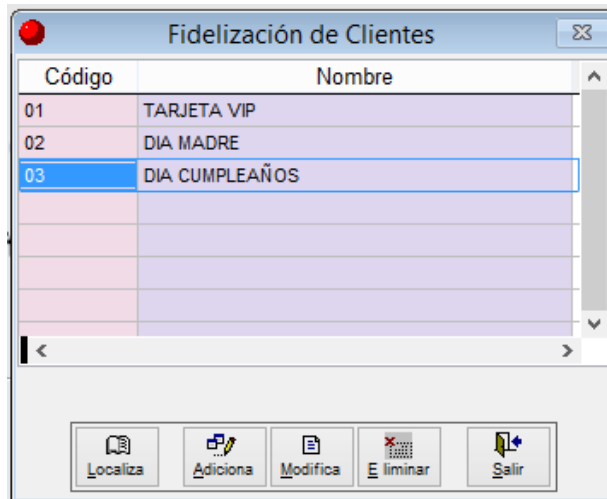 Fidelización de Clientes
Código Nombre
01 TARJETA VIP
02 DIA MADRE
03 DIA CUMPLEAÑOS
Localiza Adiciona Modifica E liminar Salir